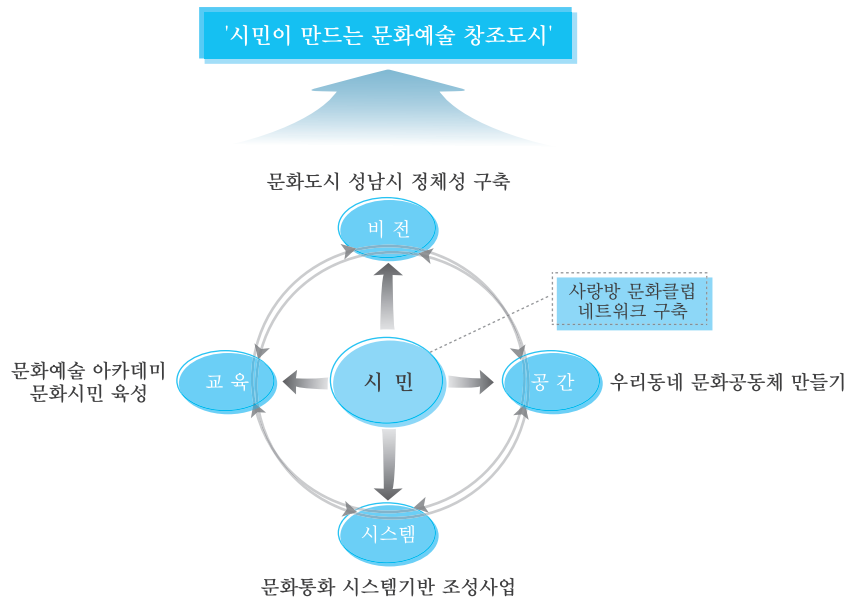 '시민이 만드는 문화예술 창조도시'
문화도시 성남시 정체성 구축
비 전
사랑방 문화클럽
네트워크 구축
문화예술 아카데미
문화시민 육성
교 육
시 민
공 간
우리동네 문화공동체 만들기
시스템
문화통화 시스템기반 조성사업